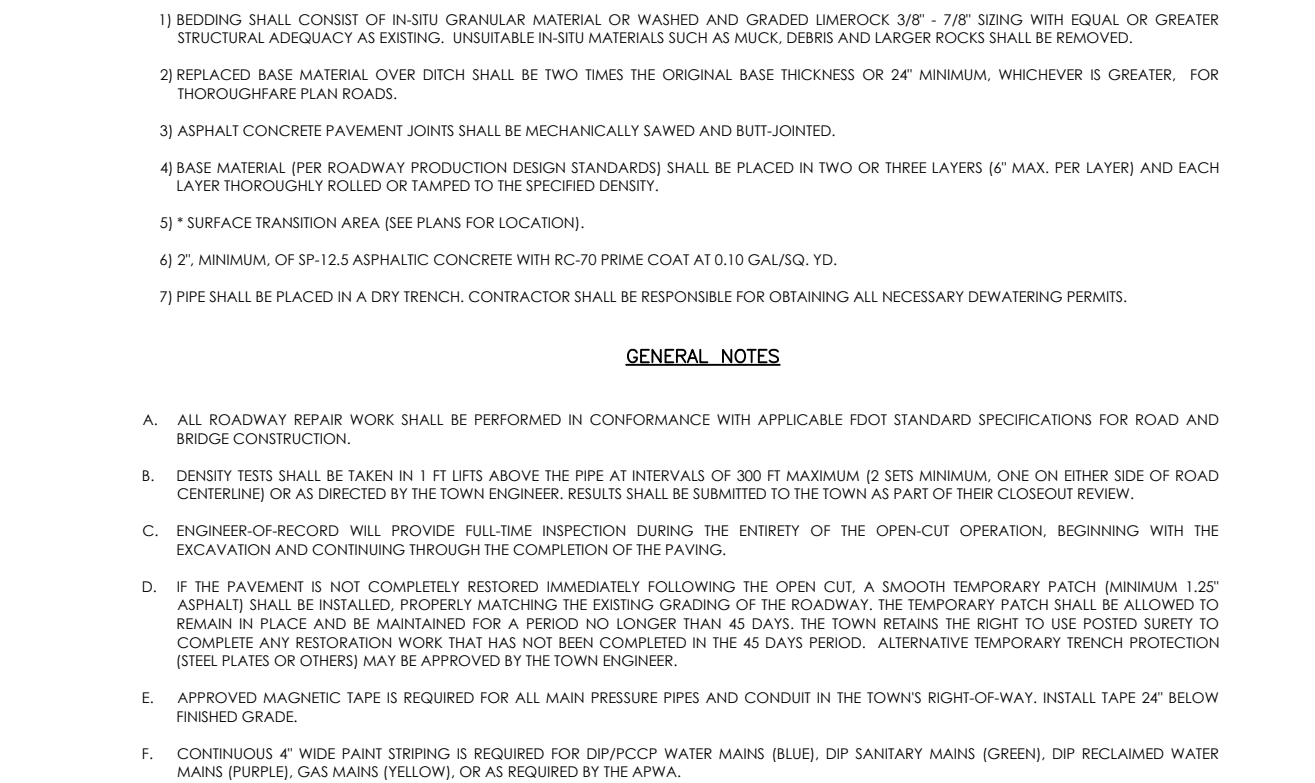 1) BEDDING SHALL CONSIST OF IN-SITU GRANULAR MATERIAL OR WASHED AND GRADED LIMEROCK 3/8" - 7/8" SIZING WITH EQUAL OR GREATER
STRUCTURAL ADEQUACY AS EXISTING. UNSUITABLE IN-SITU MATERIALS SUCH AS MUCK, DEBRIS AND LARGER ROCKS SHALL BE REMOVED.
2) REPLACED BASE MATERIAL OVER DITCH SHALL BE TWO TIMES THE ORIGINAL BASE THICKNESS OR 24" MINIMUM, WHICHEVER IS GREATER, FOR
THOROUGHFARE PLAN ROADS.
3) ASPHALT CONCRETE PAVEMENT JOINTS SHALL BE MECHANICALLY SAWED AND BUTT-JOINTED.
4) BASE MATERIAL (PER ROADWAY PRODUCTION DESIGN STANDARDS) SHALL BE PLACED IN TWO OR THREE LAYERS (6" MAX. PER LAYER) AND EACH
LAYER THOROUGHLY ROLLED OR TAMPED TO THE SPECIFIED DENSITY.
5) * SURFACE TRANSITION AREA (SEE PLANS FOR LOCATION).
6) 2", MINIMUM, OF SP-12.5 ASPHALTIC CONCRETE WITH RC-70 PRIME COAT AT 0.10 GAL/SQ. YD.
7) PIPE SHALL BE PLACED IN A DRY TRENCH. CONTRACTOR SHALL BE RESPONSIBLE FOR OBTAINING ALL NECESSARY DEWATERING PERMITS.
GENERAL NOTES
A. ALL ROADWAY REPAIR WORK SHALL BE PERFORMED IN CONFORMANCE WITH APPLICABLE FDOT STANDARD SPECIFICATIONS FOR ROAD AND
BRIDGE CONSTRUCTION.
B. DENSITY TESTS SHALL BE TAKEN IN 1 FT LIFTS ABOVE THE PIPE AT INTERVALS OF 300 FT MAXIMUM (2 SETS MINIMUM, ONE ON EITHER SIDE OF ROAD
CENTERLINE) OR AS DIRECTED BY THE TOWN ENGINEER. RESULTS SHALL BE SUBMITTED TO THE TOWN AS PART OF THEIR CLOSEOUT REVIEW.
C. ENGINEER-OF-RECORD WILL PROVIDE FULL-TIME INSPECTION DURING THE ENTIRETY OF THE OPEN-CUT OPERATION, BEGINNING WITH THE
EXCAVATION AND CONTINUING THROUGH THE COMPLETION OF THE PAVING.
D. IF THE PAVEMENT IS NOT COMPLETELY RESTORED IMMEDIATELY FOLLOWING THE OPEN CUT, A SMOOTH TEMPORARY PATCH (MINIMUM 1.25"
ASPHALT) SHALL BE INSTALLED, PROPERLY MATCHING THE EXISTING GRADING OF THE ROADWAY. THE TEMPORARY PATCH SHALL BE ALLOWED TO
REMAIN IN PLACE AND BE MAINTAINED FOR A PERIOD NO LONGER THAN 45 DAYS. THE TOWN RETAINS THE RIGHT TO USE POSTED SURETY TO
COMPLETE ANY RESTORATION WORK THAT HAS NOT BEEN COMPLETED IN THE 45 DAYS PERIOD. ALTERNATIVE TEMPORARY TRENCH PROTECTION
(STEEL PLATES OR OTHERS) MAY BE APPROVED BY THE TOWN ENGINEER.
E. APPROVED MAGNETIC TAPE IS REQUIRED FOR ALL MAIN PRESSURE PIPES AND CONDUIT IN THE TOWN'S RIGHT-OF-WAY. INSTALL TAPE 24" BELOW
FINISHED GRADE.
F. CONTINUOUS 4" WIDE PAINT STRIPING IS REQUIRED FOR DIP/PCCP WATER MAINS (BLUE), DIP SANITARY MAINS (GREEN), DIP RECLAIMED WATER
MAINS (PURPLE), GAS MAINS (YELLOW), OR AS REQUIRED BY THE APWA.